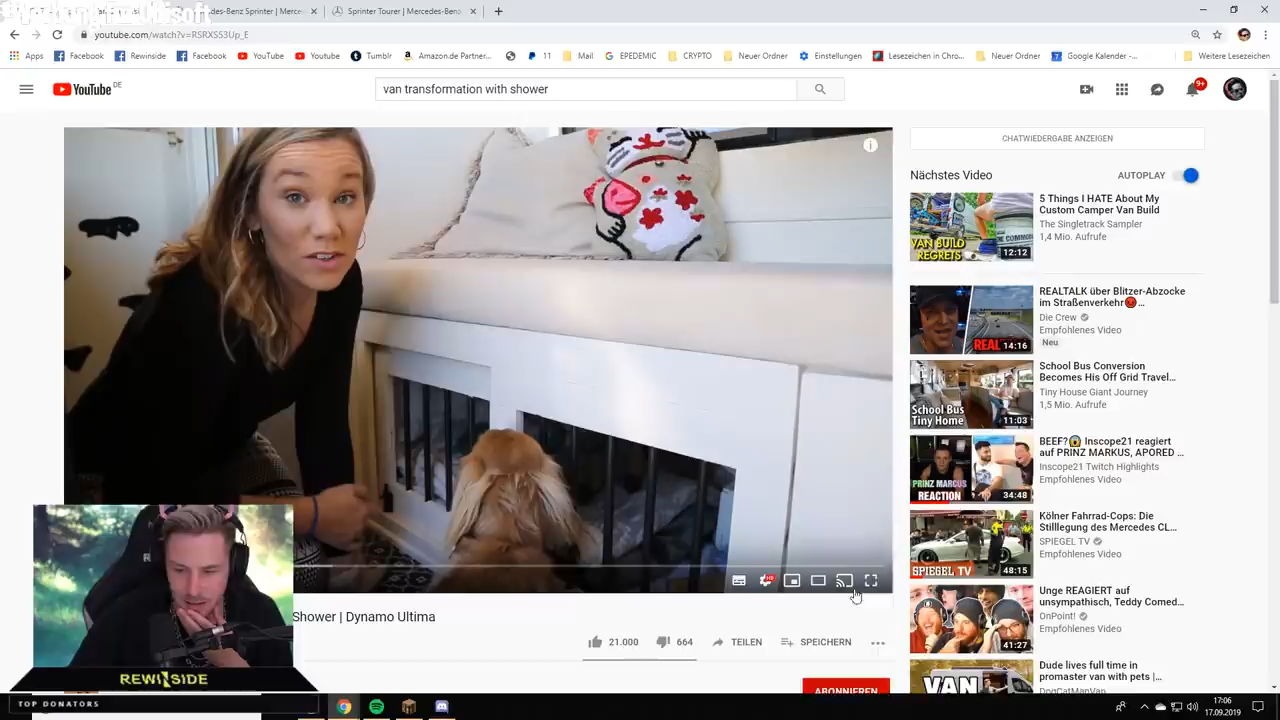 Mercedes-Benz Sprinter | Merce
Sprinter Tourer | Mercedes-Benz
youtube.com/watch?v=RSRXSS3Up_E
Apps
Facebook
Rewinside
Facebook
YouTube
Youtube
Tumblr
Amazon.de Partner...
11
Mail
EPEDEMIC
CRYPTO
Neuer Ordner
Einstellungen
Lesezeichen in Chro...
Neuer Ordner
Google Kalender -...
Weitere Lesezeichen
YouTube DE
van transformation with shower
9+
CHATWIEDERGABE ANZEIGEN
Nächstes Video
AUTOPLAY
5 Things I HATE About My
Custom Camper Van Build
The Singletrack Sampler
1,4 Mio. Aufrufe
COMMON
VAN BUILD
REGRETS
12:12
REALTALK über Blitzer-Abzocke
im Straßenverkehr😡...
Die Crew
Empfohlenes Video
Neu
REAL
14:16
School Bus Conversion
Becomes His Off Grid Travel...
Tiny House Giant Journey
1,5 Mio. Aufrufe
School Bus
Tiny Home
11:03
BEEF?😱 Inscope21 reagiert
auf PRINZ MARKUS, APORED ...
Inscope21 Twitch Highlights
Empfohlenes Video
PRINZ MARCUS
REACTION
34:48
Kölner Fahrrad-Cops: Die
Stilllegung des Mercedes CL...
SPIEGEL TV
Empfohlenes Video
SPIEGEL TV
48:15
Unge REAGIERT auf
unsympathisch, Teddy Comed...
OnPoint!
Empfohlenes Video
41:27
Dude lives full time in
promaster van with pets |...
DogCatManVan
VAN
HD
Shower | Dynamo Ultima
21.000
664
TEILEN
SPEICHERN
ABONNIEREN
REWINSIDE
TOP DONATORS
17:06
17.09.2019